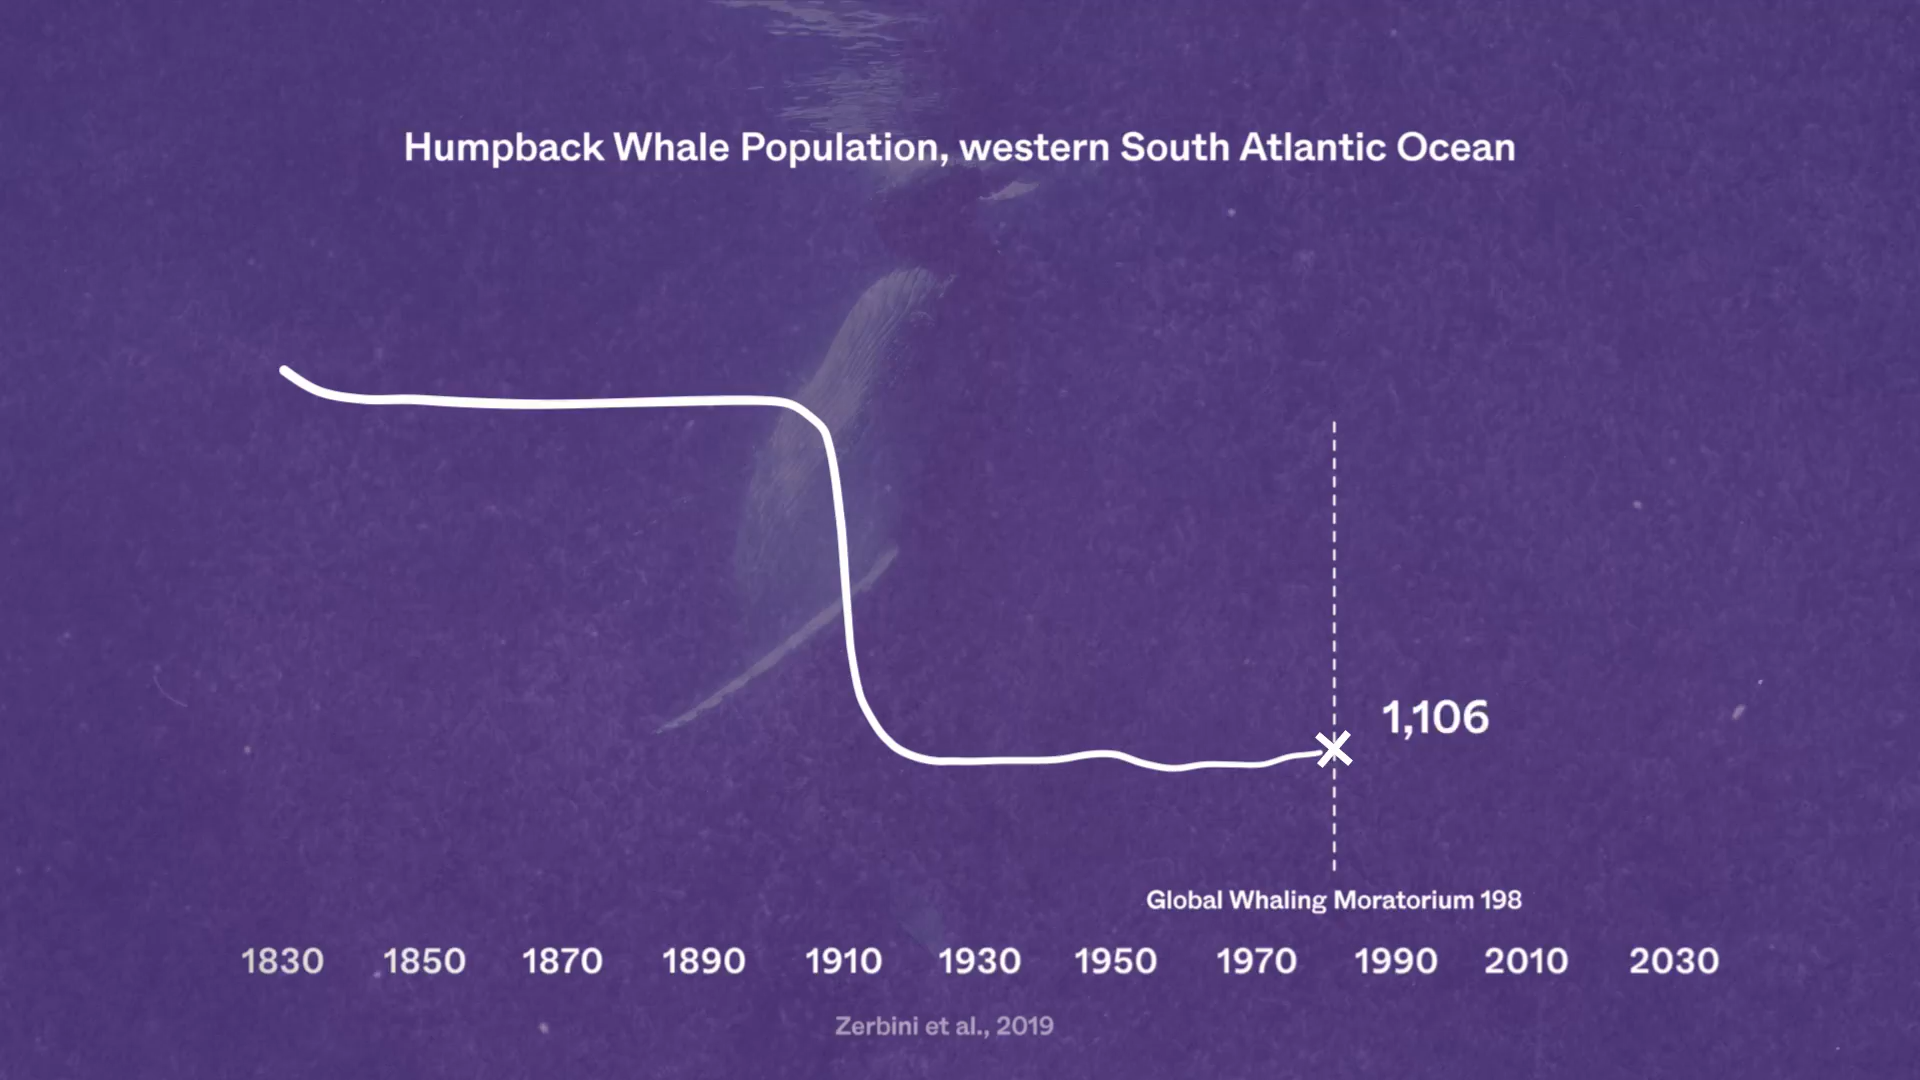 Humpback Whale Population, western South Atlantic Ocean
1,106
Global Whaling Moratorium 198
1830 1850 1870 1890 1910 1930 1950 1970 1990 2010 2030
Zerbini et al., 2019